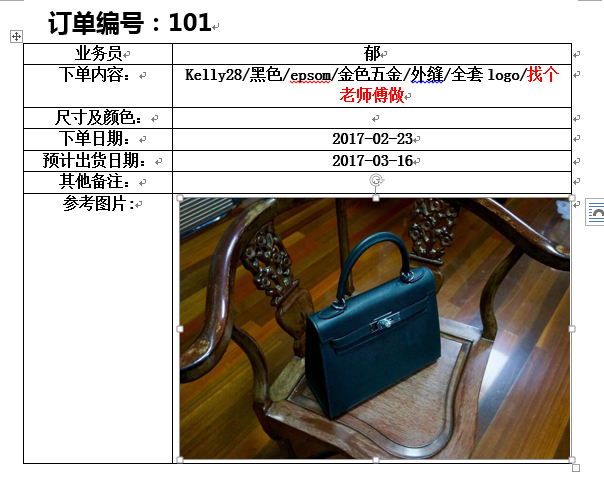 订单编号：101
业务员
郁
下单内容：
Kelly28/黑色/epsom/金色五金/外缝/全套 logo/找个
老师傅做
尺寸及颜色：
下单日期：
2017-02-23
预计出货日期：
2017-03-16
其他备注：
参考图片: